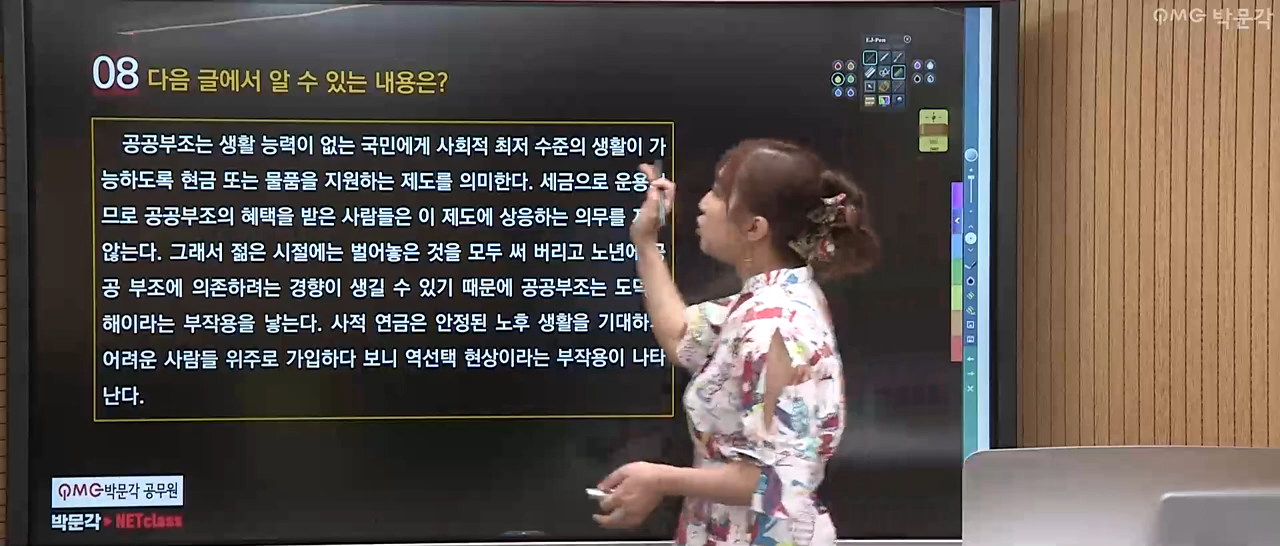 QMG 박문각
EJ-Pen
08 다음 글에서 알 수 있는 내용은?
공공부조는 생활 능력이 없는 국민에게 사회적 최저 수준의 생활이 가
능하도록 현금 또는 물품을 지원하는 제도를 의미한다. 세금으로 운용
므로 공공부조의 혜택을 받은 사람들은 이 제도에 상응하는 의무를
않는다. 그래서 젊은 시절에는 벌어놓은 것을 모두 써 버리고 노년에
공 부조에 의존하려는 경향이 생길 수 있기 때문에 공공부조는
해이라는 부작용을 낳는다. 사적 연금은 안정된 노후 생활을
어려운 사람들 위주로 가입하다 보니 역선택 현상이라는 부작용이 나타
난다.
QMG박문각 공무원
박문각 ▶ NETclass